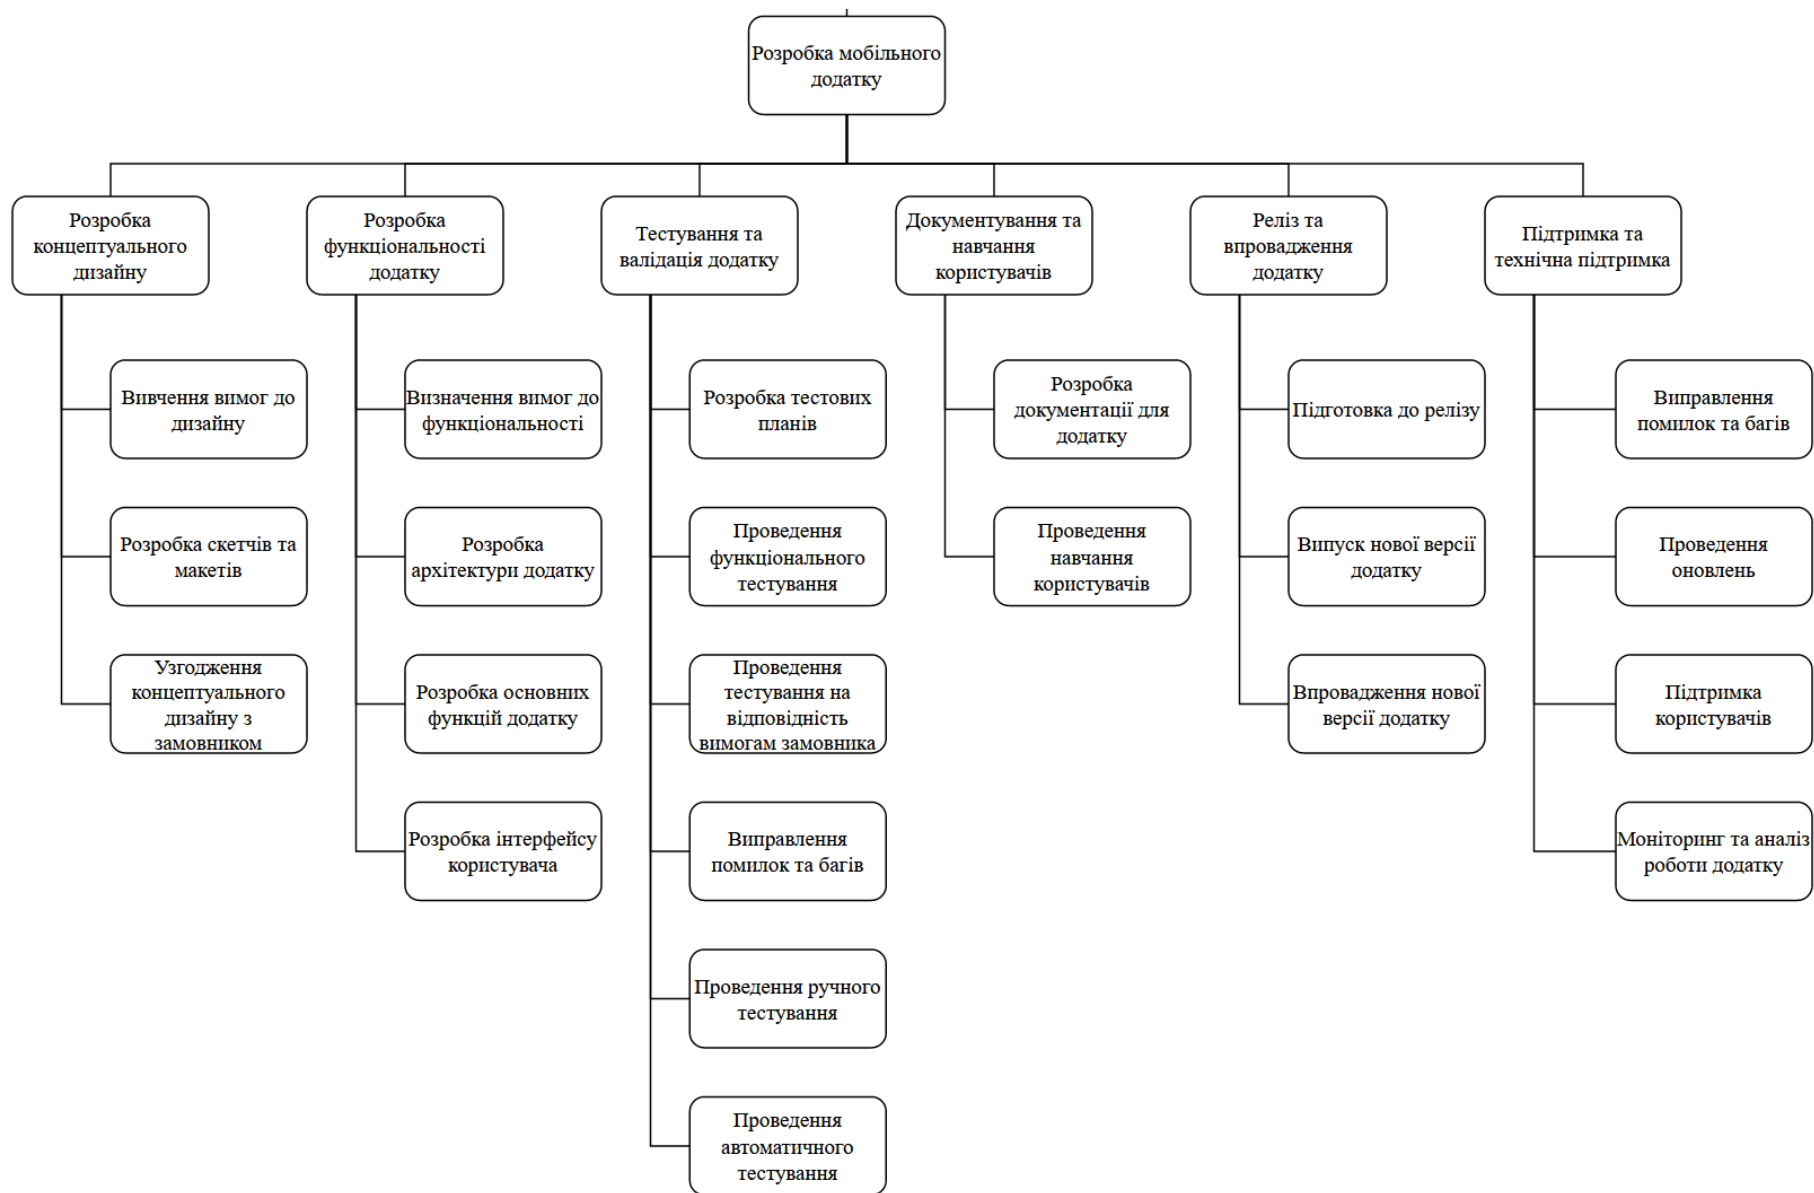 Розробка мобільного
додатку
Розробка
концептуального
дизайну
Розробка
функціональності
додатку
Тестування та
валідація додатку
Документування та
навчання
користувачів
Реліз та
впровадження
додатку
Підтримка та
технічна підтримка
Вивчення вимог до
дизайну
Розробка скетчів та
макетів
Узгодження
концептуального
дизайну з
замовником
Визначення вимог до
функціональності
Розробка
архітектури додатку
Розробка основних
функцій додатку
Розробка інтерфейсу
користувача
Розробка тестових
планів
Проведення
функціонального
тестування
Проведення
тестування на
відповідність
вимогам замовника
Виправлення
помилок та багів
Проведення ручного
тестування
Проведення
автоматичного
тестування
Розробка
документації для
додатку
Проведення
навчання
користувачів
Підготовка до релізу
Випуск нової версії
додатку
Впровадження нової
версії додатку
Виправлення
помилок та багів
Проведення
оновлень
Підтримка
користувачів
Моніторинг та аналіз
роботи додатку